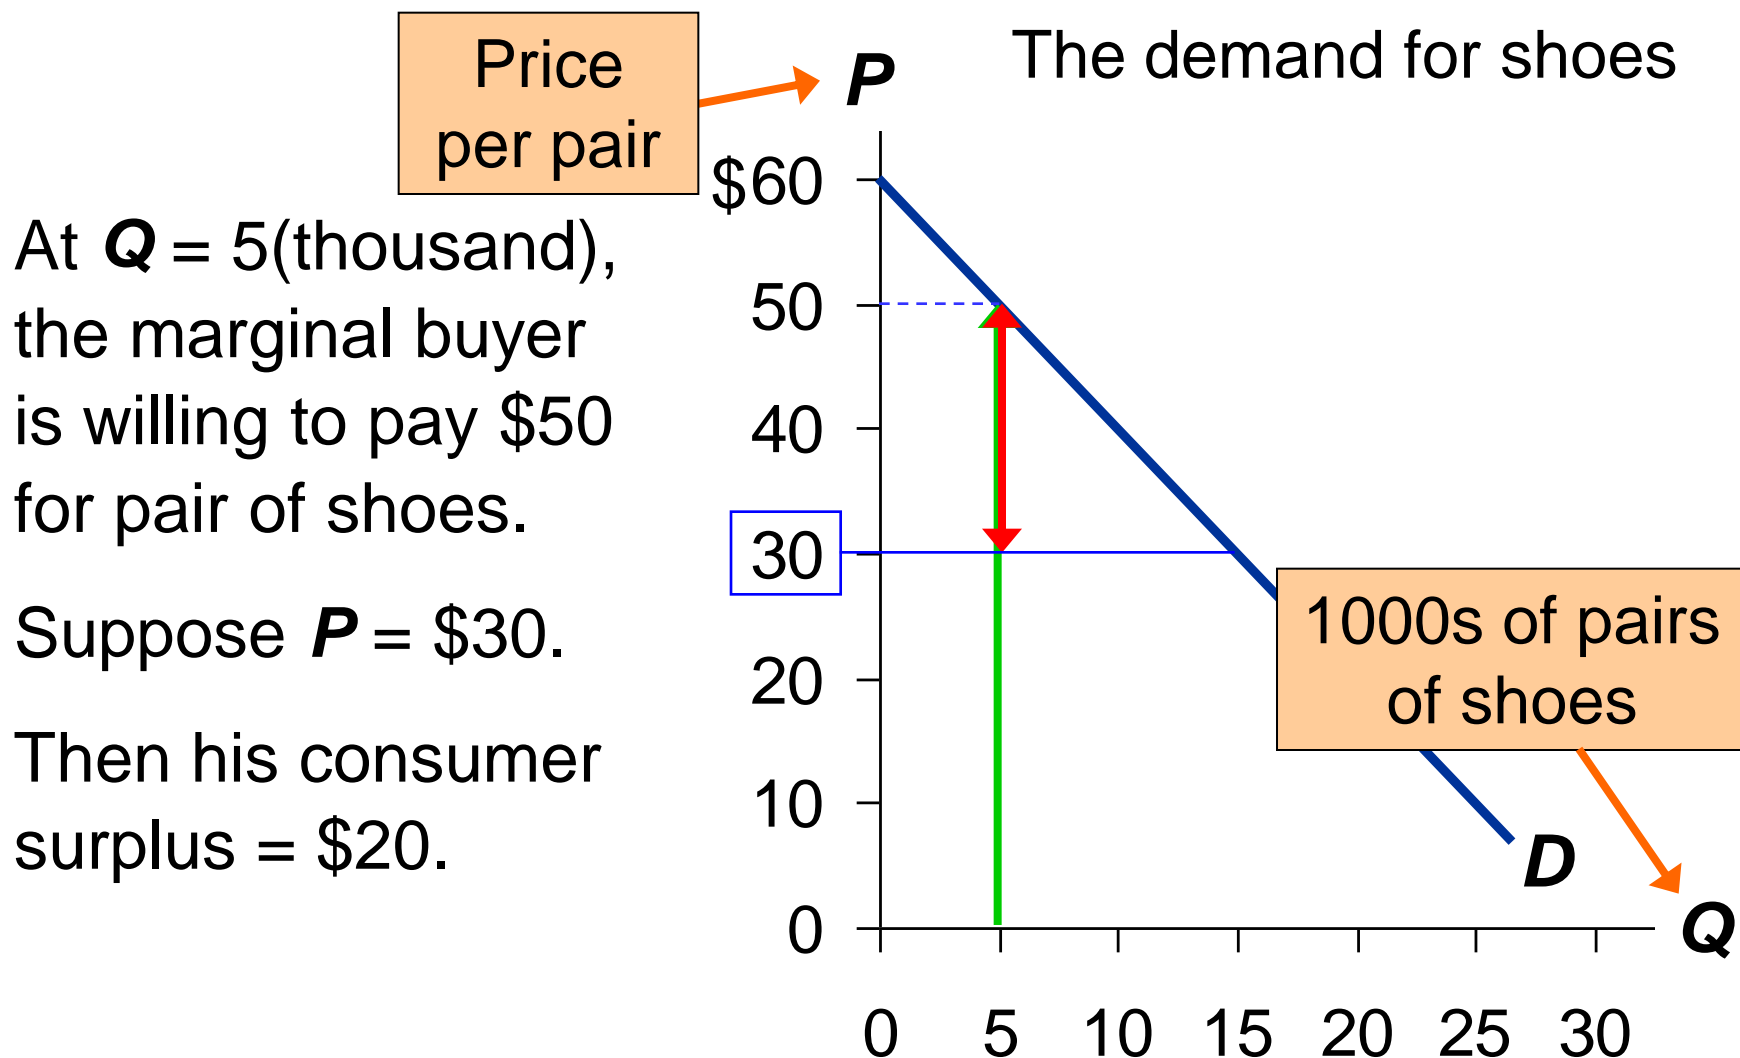 The demand for shoes
Price
per pair
P
At Q = 5(thousand),
the marginal buyer
is willing to pay $50
for pair of shoes.
Suppose P = $30.
Then his consumer
surplus = $20.
$60
50
40
30
20
10
0
1000s of pairs
of shoes
D
Q
0 5 10 15 20 25 30